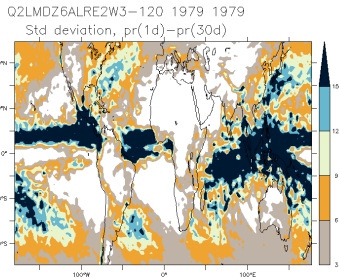 Q2LMDZ6ALRE2W3-120 1979 1979
Std deviation, pr(1d)-pr(30d)
15
12
9
6
3
0°
100°W
0°
100°E